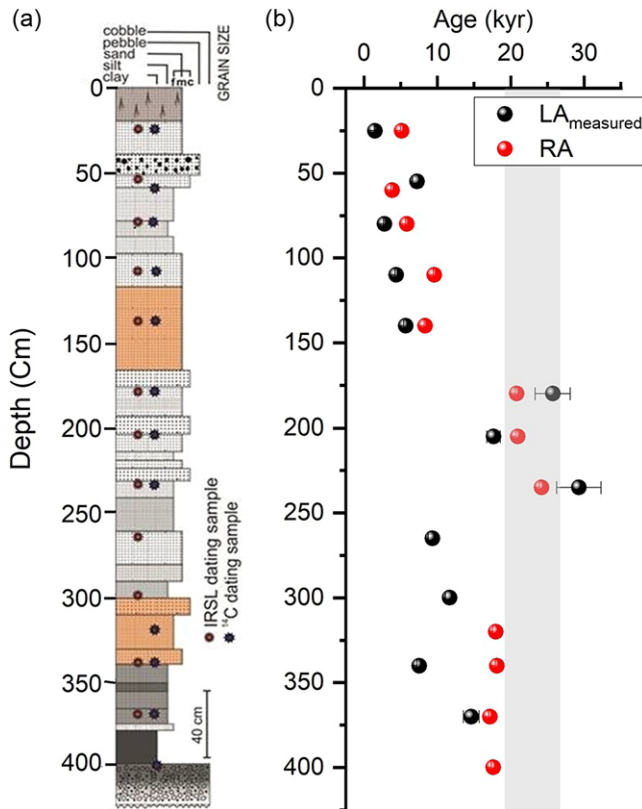 (a)
cobble
pebble
sand
silt
clay
f m c
GRAIN SIZE
0
50
100
150
200
250
300
350
400
Depth (Cm)
IRSL dating sample
14C dating sample
40 cm
(b)
Age (kyr)
0 10 20 30
LAmeasured
RA
0
50
100
150
200
250
300
350
400